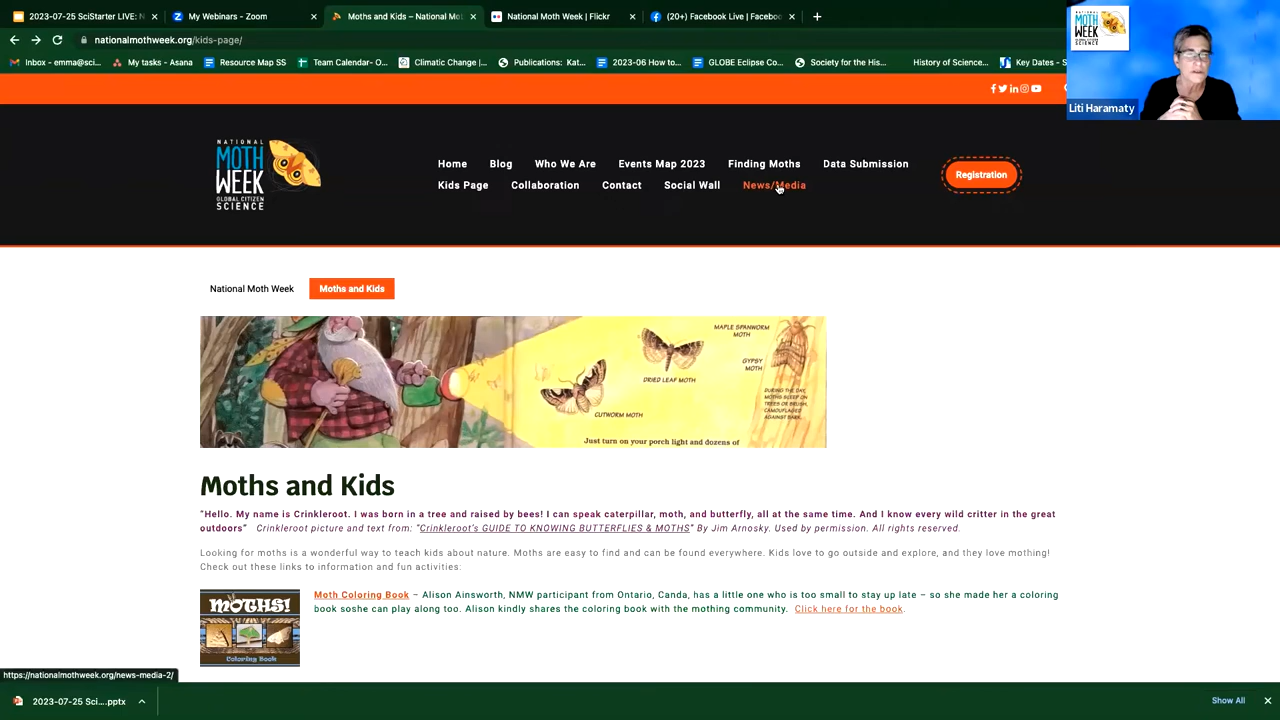 2023-07-25 SciStarter LIVE: N
My Webinars - Zoom
Moths and Kids – National Mot
National Moth Week | Flickr
(20+) Facebook Live | Facebook
nationalmothweek.org/kids-page/
Inbox - emma@sci...
My tasks - Asana
Resource Map SS
Team Calendar- O...
Climatic Change |...
Publications: Kat...
2023-06 How to...
GLOBE Eclipse Co...
Society for the His...
History of Science...
Key Dates - S
NATIONAL
MOTH
WEEK
GLOBAL CITIZEN
SCIENCE
Liti Haramaty
NATIONAL
MOTH
WEEK
GLOBAL CITIZEN
SCIENCE
Home Blog Who We Are Events Map 2023 Finding Moths Data Submission
Kids Page Collaboration Contact Social Wall News/Media
Registration
National Moth Week Moths and Kids
MAPLE SPANWORM
MOTH
GYPSY
MOTH
DRIED LEAF MOTH
DURING THE DAY,
MOTHS SLEEP ON
TREES OR BRUSH,
CAMOUFLAGED
AGAINST BARK.
CUTWORM MOTH
Just turn on your porch light and dozens of
Moths and Kids
"Hello. My name is Crinkleroot. I was born in a tree and raised by bees! I can speak caterpillar, moth, and butterfly, all at the same time. And I know every wild critter in the great
outdoors" Crinkleroot picture and text from: "Crinkleroot's GUIDE TO KNOWING BUTTERFLIES & MOTHS" By Jim Arnosky. Used by permission. All rights reserved.
Looking for moths is a wonderful way to teach kids about nature. Moths are easy to find and can be found everywhere. Kids love to go outside and explore, and they love mothing!
Check out these links to information and fun activities.
MOTHS!
Coloring Book
Moth Coloring Book – Alison Ainsworth, NMW participant from Ontario, Canda, has a little one who is too small to stay up late – so she made her a coloring
book soshe can play along too. Alison kindly shares the coloring book with the mothing community. Click here for the book.
https://nationalmothweek.org/news-media-2/
2023-07-25 Sci....pptx
Show All